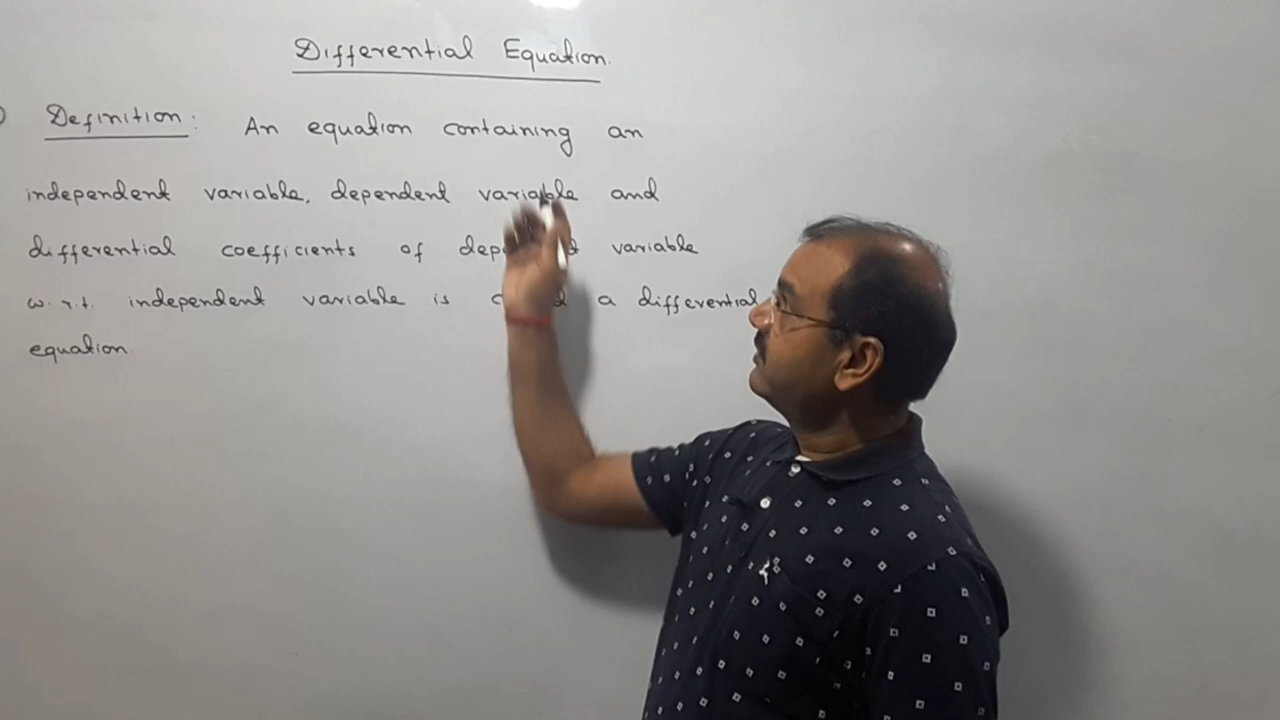 Differential Equation.
Definition: An equation containing an
independent variable, dependent variable and
differential coefficients of variable
w.r.t. independent variable is a differential
equation.